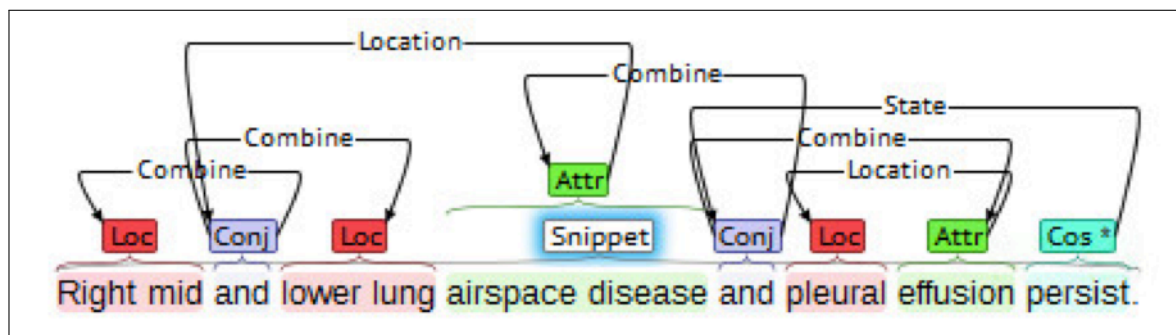 Location
Combine
State
Combine Combine
Combine Attr Location
Loc Conj Loc Snippet Conj Loc Attr Cos *
Right mid and lower lung airspace disease and pleural effusion persist.